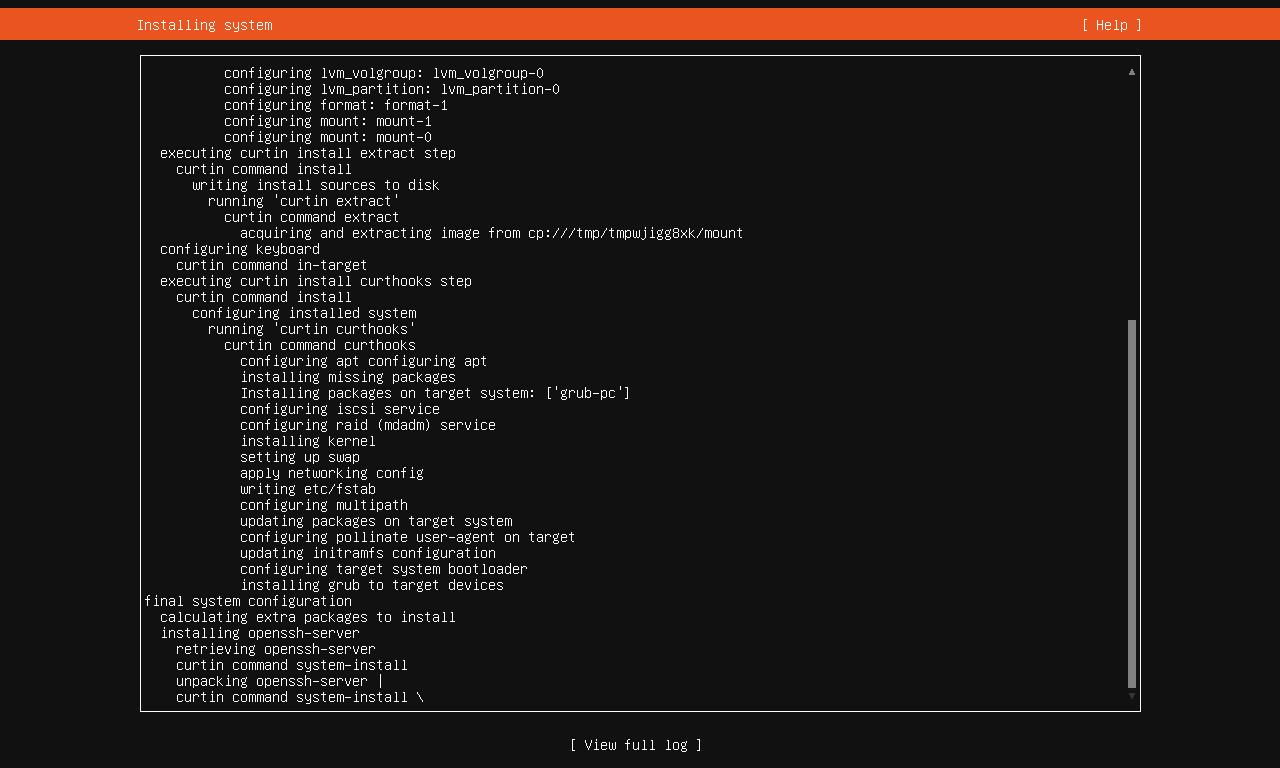 Installing system
[ Help ]
configuring lvm_volgroup: lvm_volgroup-0
configuring lvm_partition: lvm_partition-0
configuring format: format-1
configuring mount: mount-1
configuring mount: mount-0
executing curtin install extract step
curtin command install
writing install sources to disk
running 'curtin extract'
curtin command extract
acquiring and extracting image from cp:///tmp/tmpwjigg8xk/mount
configuring keyboard
curtin command in-target
executing curtin install curthooks step
curtin command install
configuring installed system
running 'curtin curthooks'
curtin command curthooks
configuring apt configuring apt
installing missing packages
Installing packages on target system: ['grub-pc']
configuring iscsi service
configuring raid (mdadm) service
installing kernel
setting up swap
apply networking config
writing etc/fstab
configuring multipath
updating packages on target system
configuring pollinate user-agent on target
updating initramfs configuration
configuring target system bootloader
installing grub to target devices
final system configuration
calculating extra packages to install
installing openssh-server
retrieving openssh-server
curtin command system-install
unpacking openssh-server |
curtin command system-install \
[ View full log ]